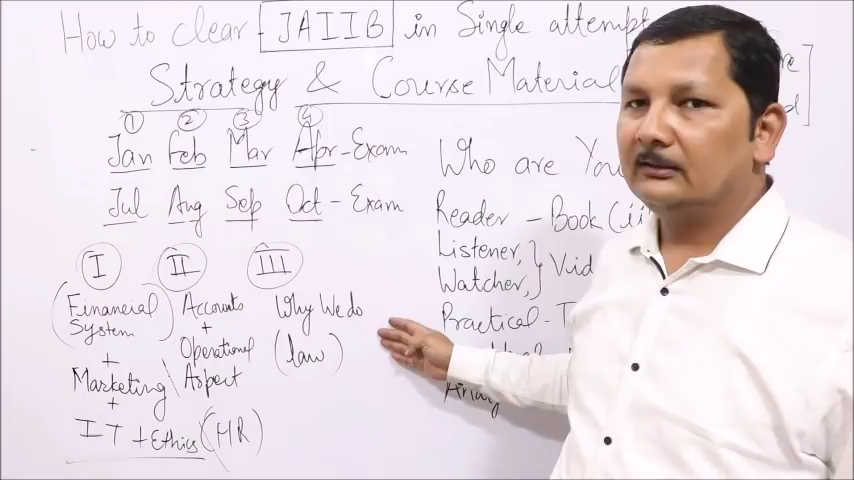 How to clear JAIIB in Single attempt
Strategy & Course Material
1 2 3 4
Jan Feb Mar Apr - Exam
Jul Aug Sep Oct - Exam
I II III
(Financial System)
+
Marketing
+
IT + Ethics (HR)
Accounts
+
Operational
Aspect
Why We do
(law)
Who are You
Reader - Book (ii
Listener, }
Watcher, } Vid
Practical - T